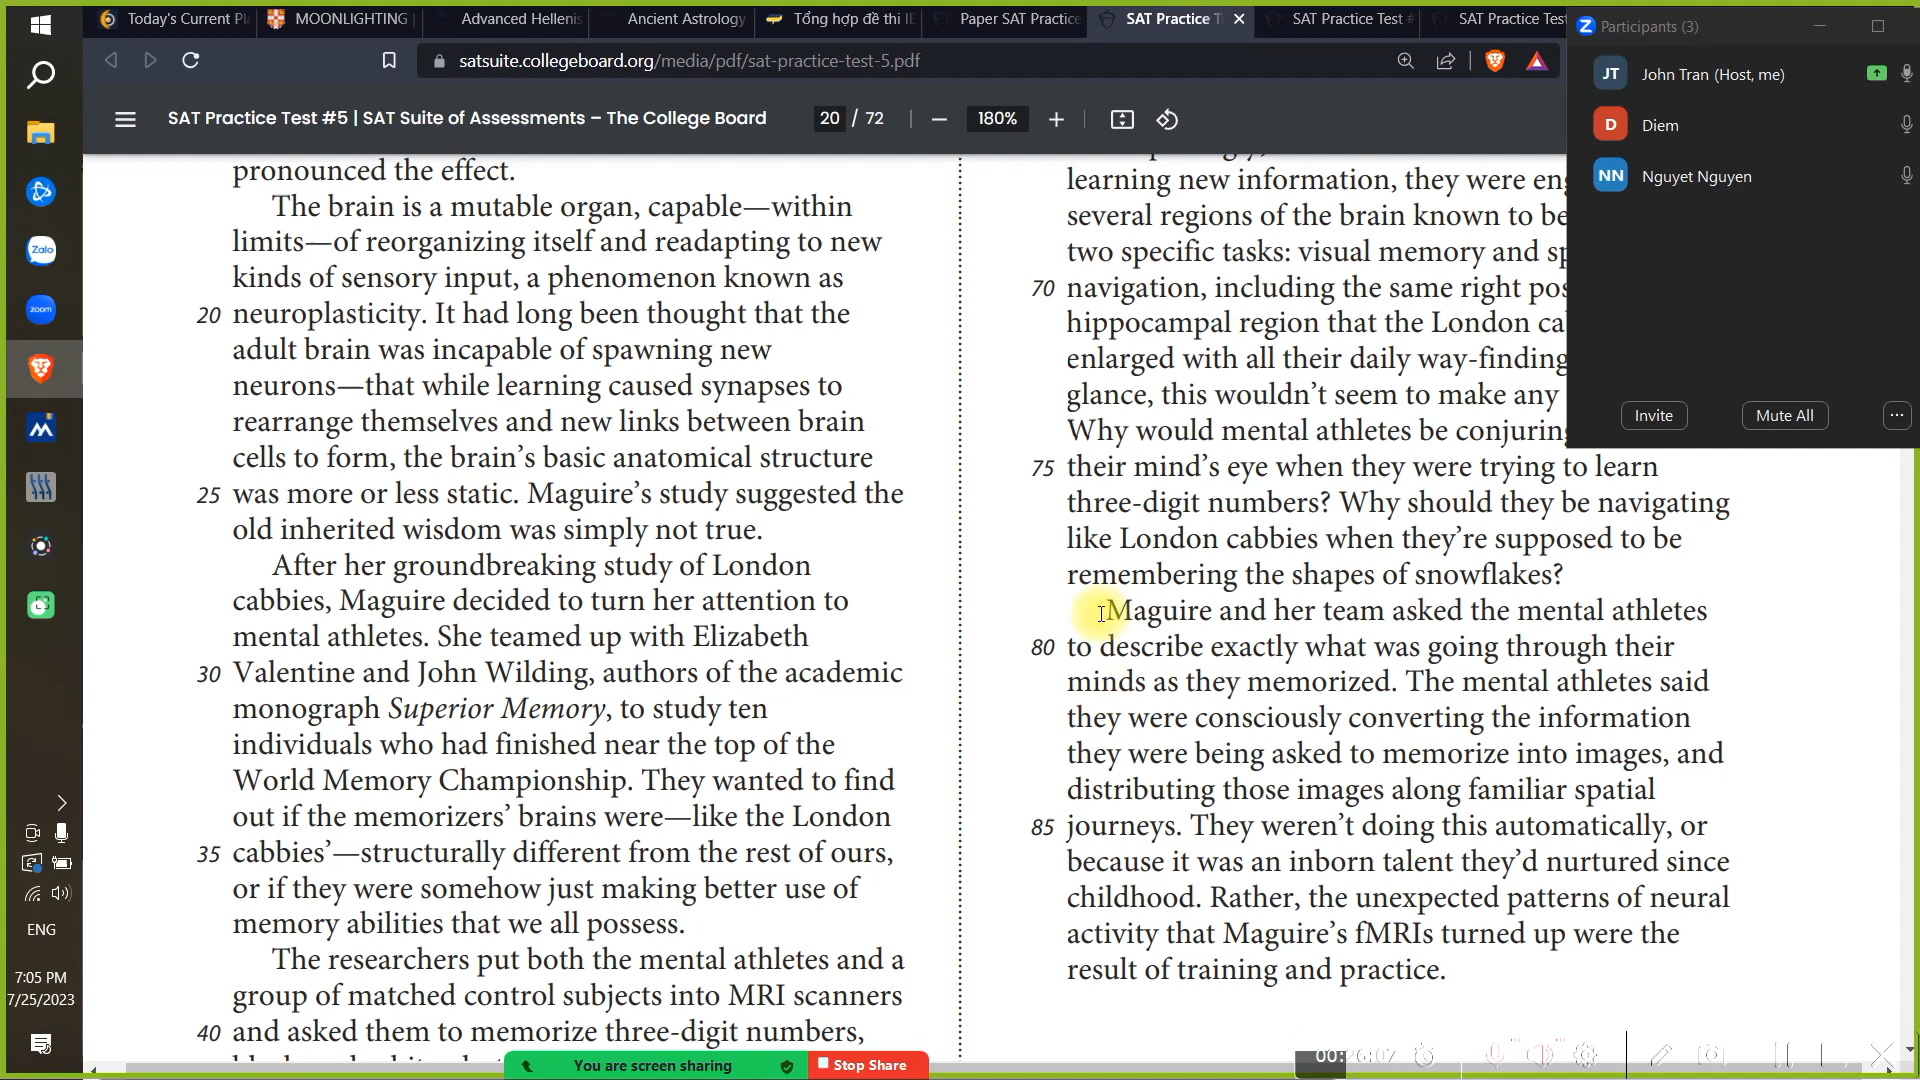 Today's Current Pl
MOONLIGHTING
Advanced Hellenis
Ancient Astrology
Tổng hợp đề thi IE
Paper SAT Practice
SAT Practice T
SAT Practice Test #
SAT Practice Tes
satsuite.collegeboard.org/media/pdf/sat-practice-test-5.pdf
SAT Practice Test #5 | SAT Suite of Assessments – The College Board
20 / 72
180%
Participants (3)
JT John Tran (Host, me)
D Diem
NN Nguyet Nguyen
Invite
Mute All
Zalo
zoom
ENG
7:05 PM
7/25/2023
pronounced the effect.
The brain is a mutable organ, capable—within
limits—of reorganizing itself and readapting to new
kinds of sensory input, a phenomenon known as
20 neuroplasticity. It had long been thought that the
adult brain was incapable of spawning new
neurons—that while learning caused synapses to
rearrange themselves and new links between brain
cells to form, the brain's basic anatomical structure
25 was more or less static. Maguire's study suggested the
old inherited wisdom was simply not true.
After her groundbreaking study of London
cabbies, Maguire decided to turn her attention to
mental athletes. She teamed up with Elizabeth
30 Valentine and John Wilding, authors of the academic
monograph Superior Memory, to study ten
individuals who had finished near the top of the
World Memory Championship. They wanted to find
out if the memorizers' brains were—like the London
35 cabbies'—structurally different from the rest of ours,
or if they were somehow just making better use of
memory abilities that we all possess.
The researchers put both the mental athletes and a
group of matched control subjects into MRI scanners
40 and asked them to memorize three-digit numbers,
learning new information, they were en
several regions of the brain known to be
two specific tasks: visual memory and sp
70 navigation, including the same right pos
hippocampal region that the London ca
enlarged with all their daily way-finding
glance, this wouldn't seem to make any
Why would mental athletes be conjurin
75 their mind's eye when they were trying to learn
three-digit numbers? Why should they be navigating
like London cabbies when they're supposed to be
remembering the shapes of snowflakes?
Maguire and her team asked the mental athletes
80 to describe exactly what was going through their
minds as they memorized. The mental athletes said
they were consciously converting the information
they were being asked to memorize into images, and
distributing those images along familiar spatial
85 journeys. They weren't doing this automatically, or
because it was an inborn talent they'd nurtured since
childhood. Rather, the unexpected patterns of neural
activity that Maguire's fMRIs turned up were the
result of training and practice.
You are screen sharing
Stop Share
00:26:07